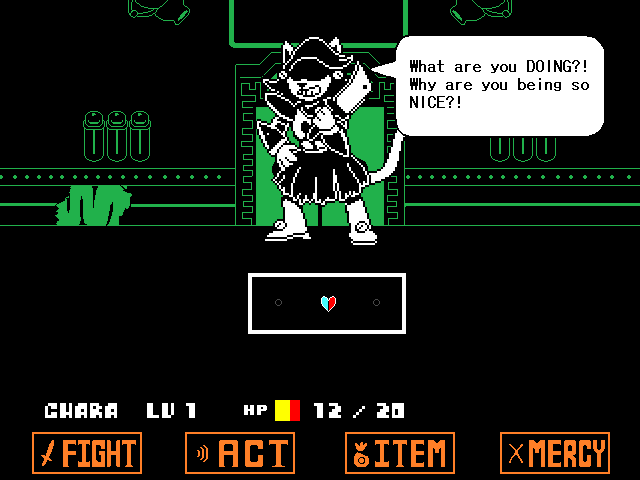 What are you DOING?!
Why are you being so
NICE?!
CHARA LV 1 HP 12 / 20
FIGHT ACT ITEM MERCY